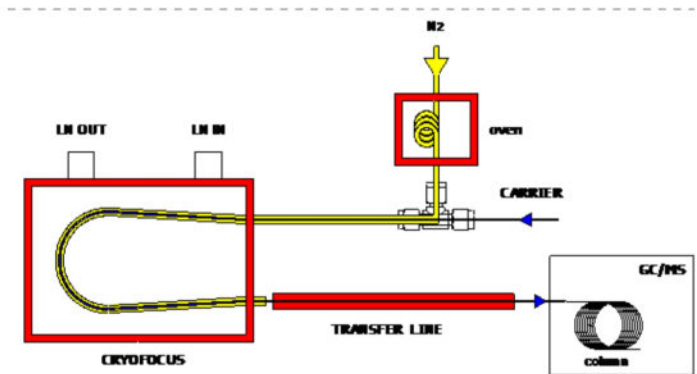 N2
LN OUT
LN IN
oven
CARRIER
GC/MS
TRANSFER LINE
column
CRYOFOCUS